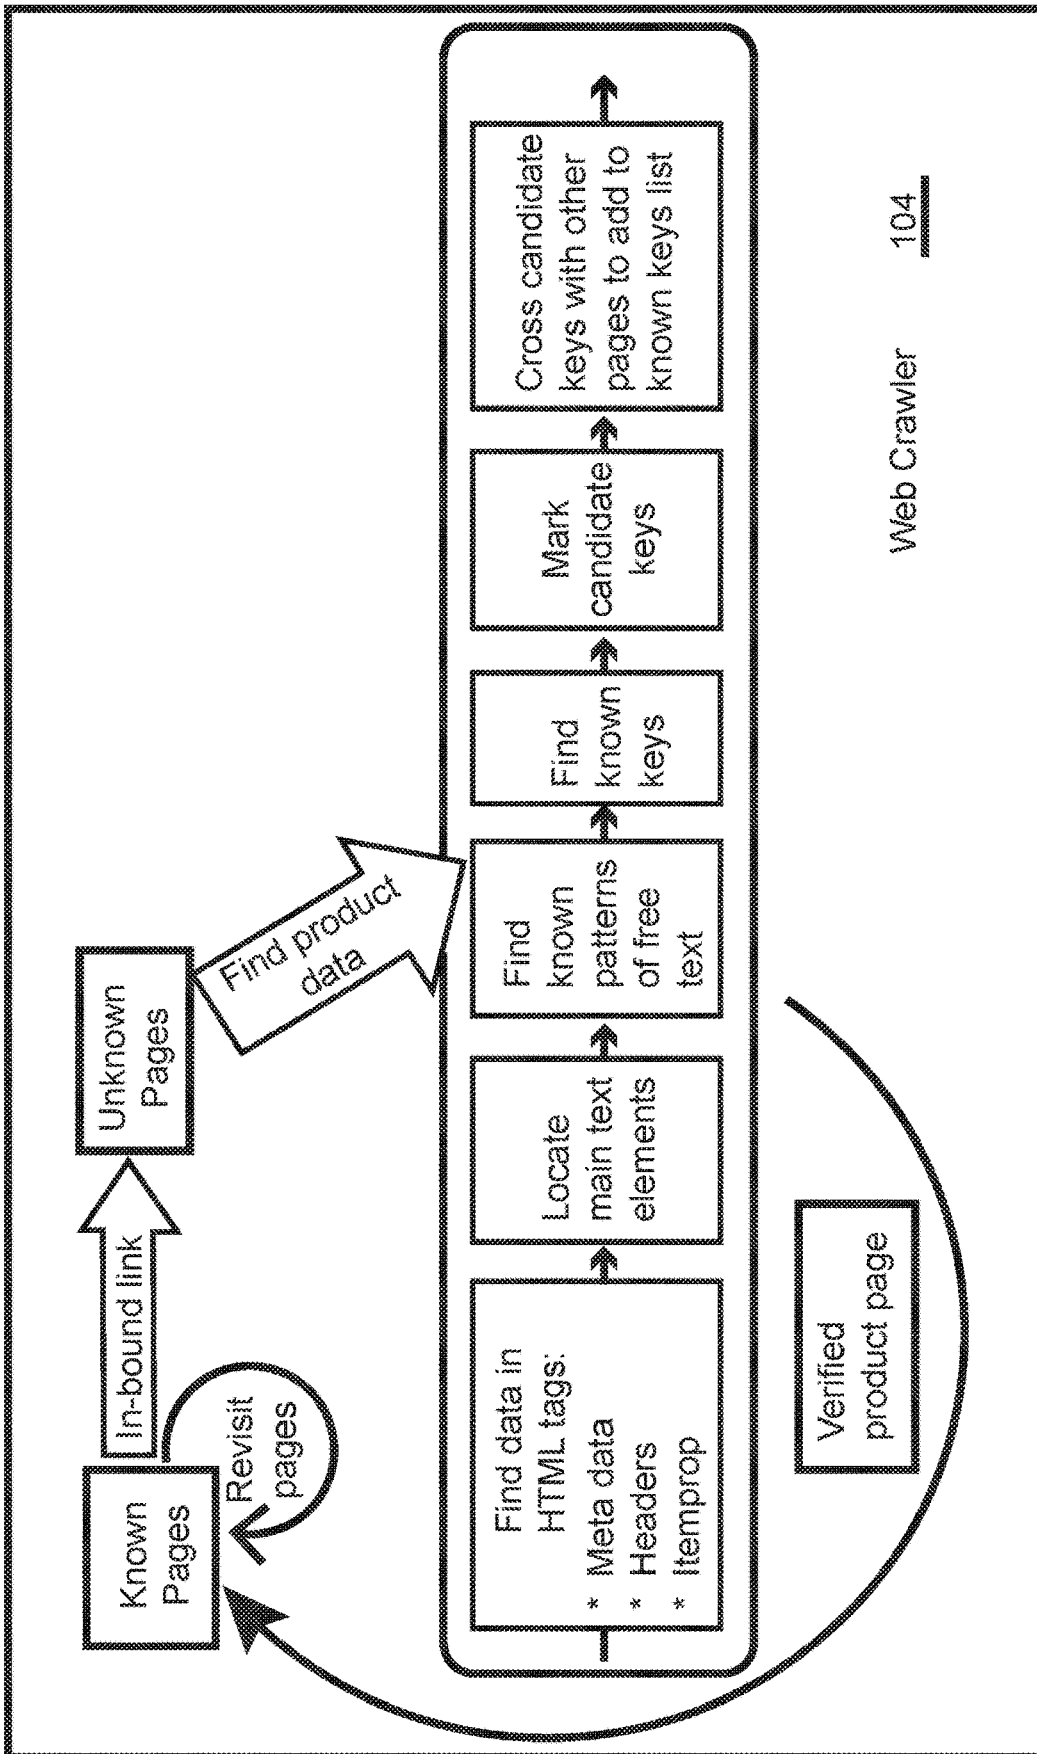 Known
Pages
In-bound link
Unknown
Pages
Revisit
pages
Find product
data
Find data in
HTML tags:
* Meta data
* Headers
* Itemprop
Locate
main text
elements
Find
known
patterns
of free
text
Find
known
keys
Mark
candidate
keys
Cross candidate
keys with other
pages to add to
known keys list
Verified
product page
Web Crawler
104